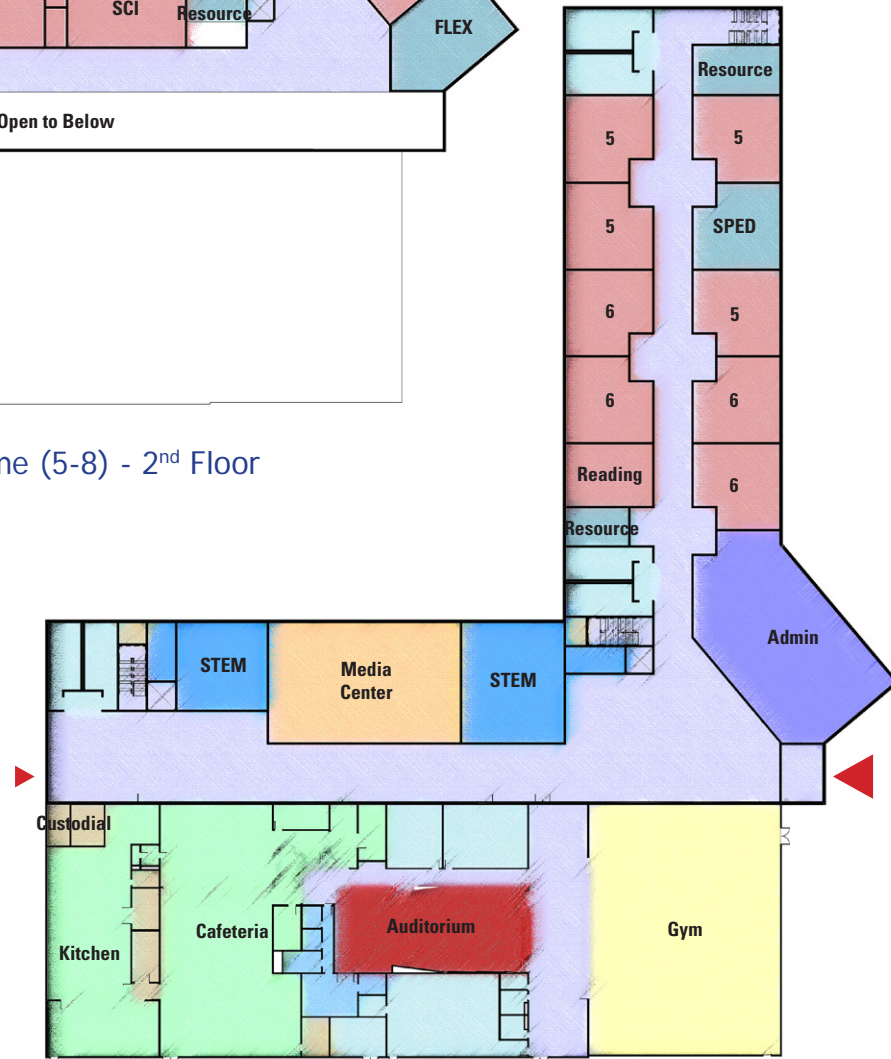 SCI
Resource
FLEX
Open to Below
me (5-8) - 2nd Floor
Resource
5
5
5
SPED
6
5
6
6
Reading
6
Resource
Admin
STEM
Media
Center
STEM
Custodial
Kitchen
Cafeteria
Auditorium
Gym